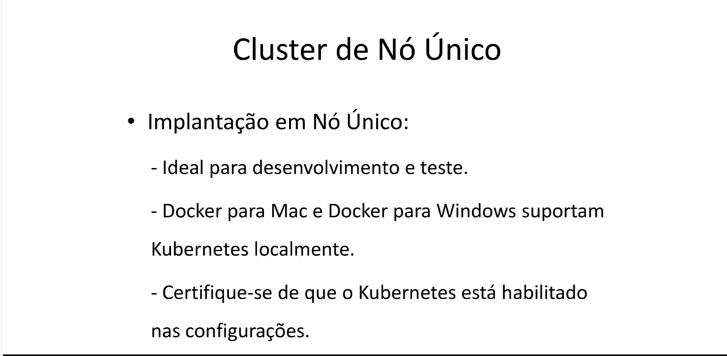 Cluster de Nó Único
• Implantação em Nó Único:
- Ideal para desenvolvimento e teste.
- Docker para Mac e Docker para Windows suportam
Kubernetes localmente.
- Certifique-se de que o Kubernetes está habilitado
nas configurações.